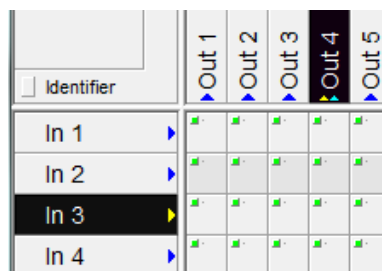 Out 1
Out 2
Out 3
Out 4
Out 5
Identifier
In 1
In 2
In 3
In 4